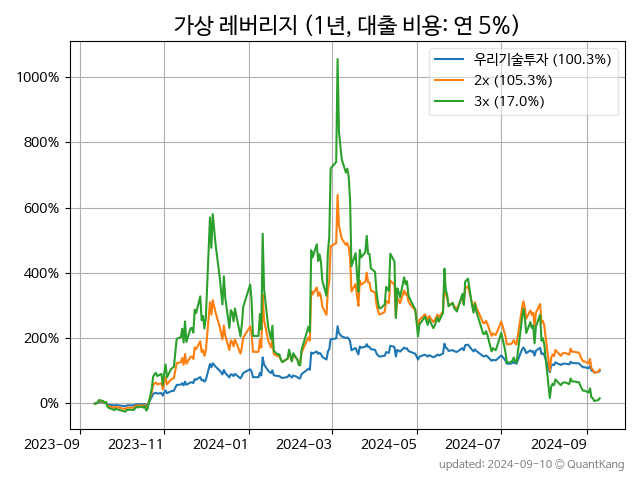 가상 레버리지 (1년, 대출 비용: 연 5%)
우리기술투자 (100.3%)
2x (105.3%)
3x (17.0%)
1000%
800%
600%
400%
200%
0%
2023-09 2023-11 2024-01 2024-03 2024-05 2024-07 2024-09
updated: 2024-09-10 © QuantKang